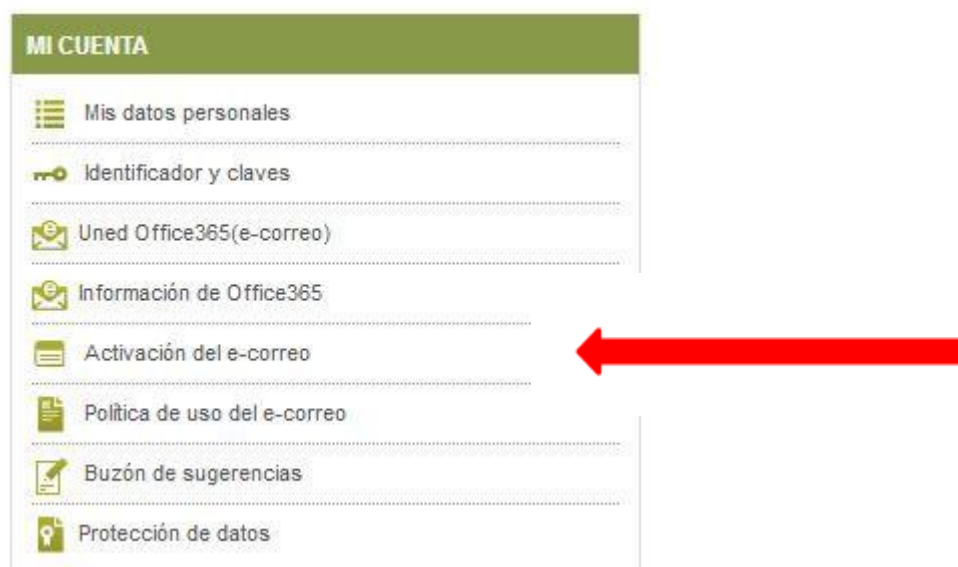 MI CUENTA
Mis datos personales
Identificador y claves
Uned Office365(e-correo)
Información de Office365
Activación del e-correo
Política de uso del e-correo
Buzón de sugerencias
Protección de datos